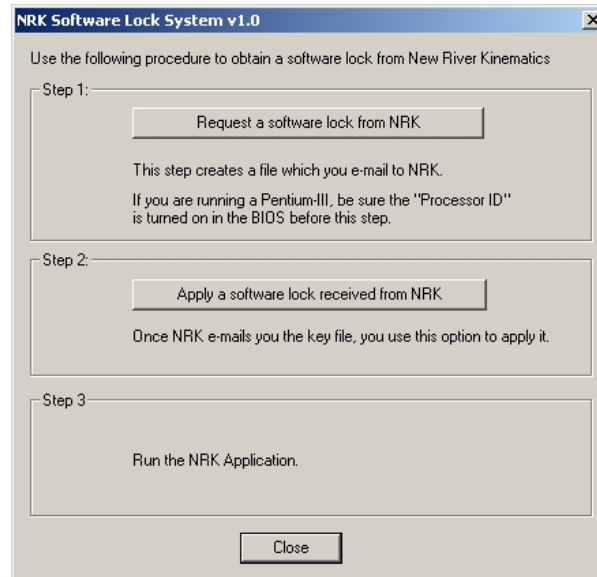 NRK Software Lock System v1.0
Use the following procedure to obtain a software lock from New River Kinematics
Step 1:
Request a software lock from NRK
This step creates a file which you e-mail to NRK.
If you are running a Pentium-III, be sure the "Processor ID"
is turned on in the BIOS before this step.
Step 2:
Apply a software lock received from NRK
Once NRK e-mails you the key file, you use this option to apply it.
Step 3
Run the NRK Application.
Close